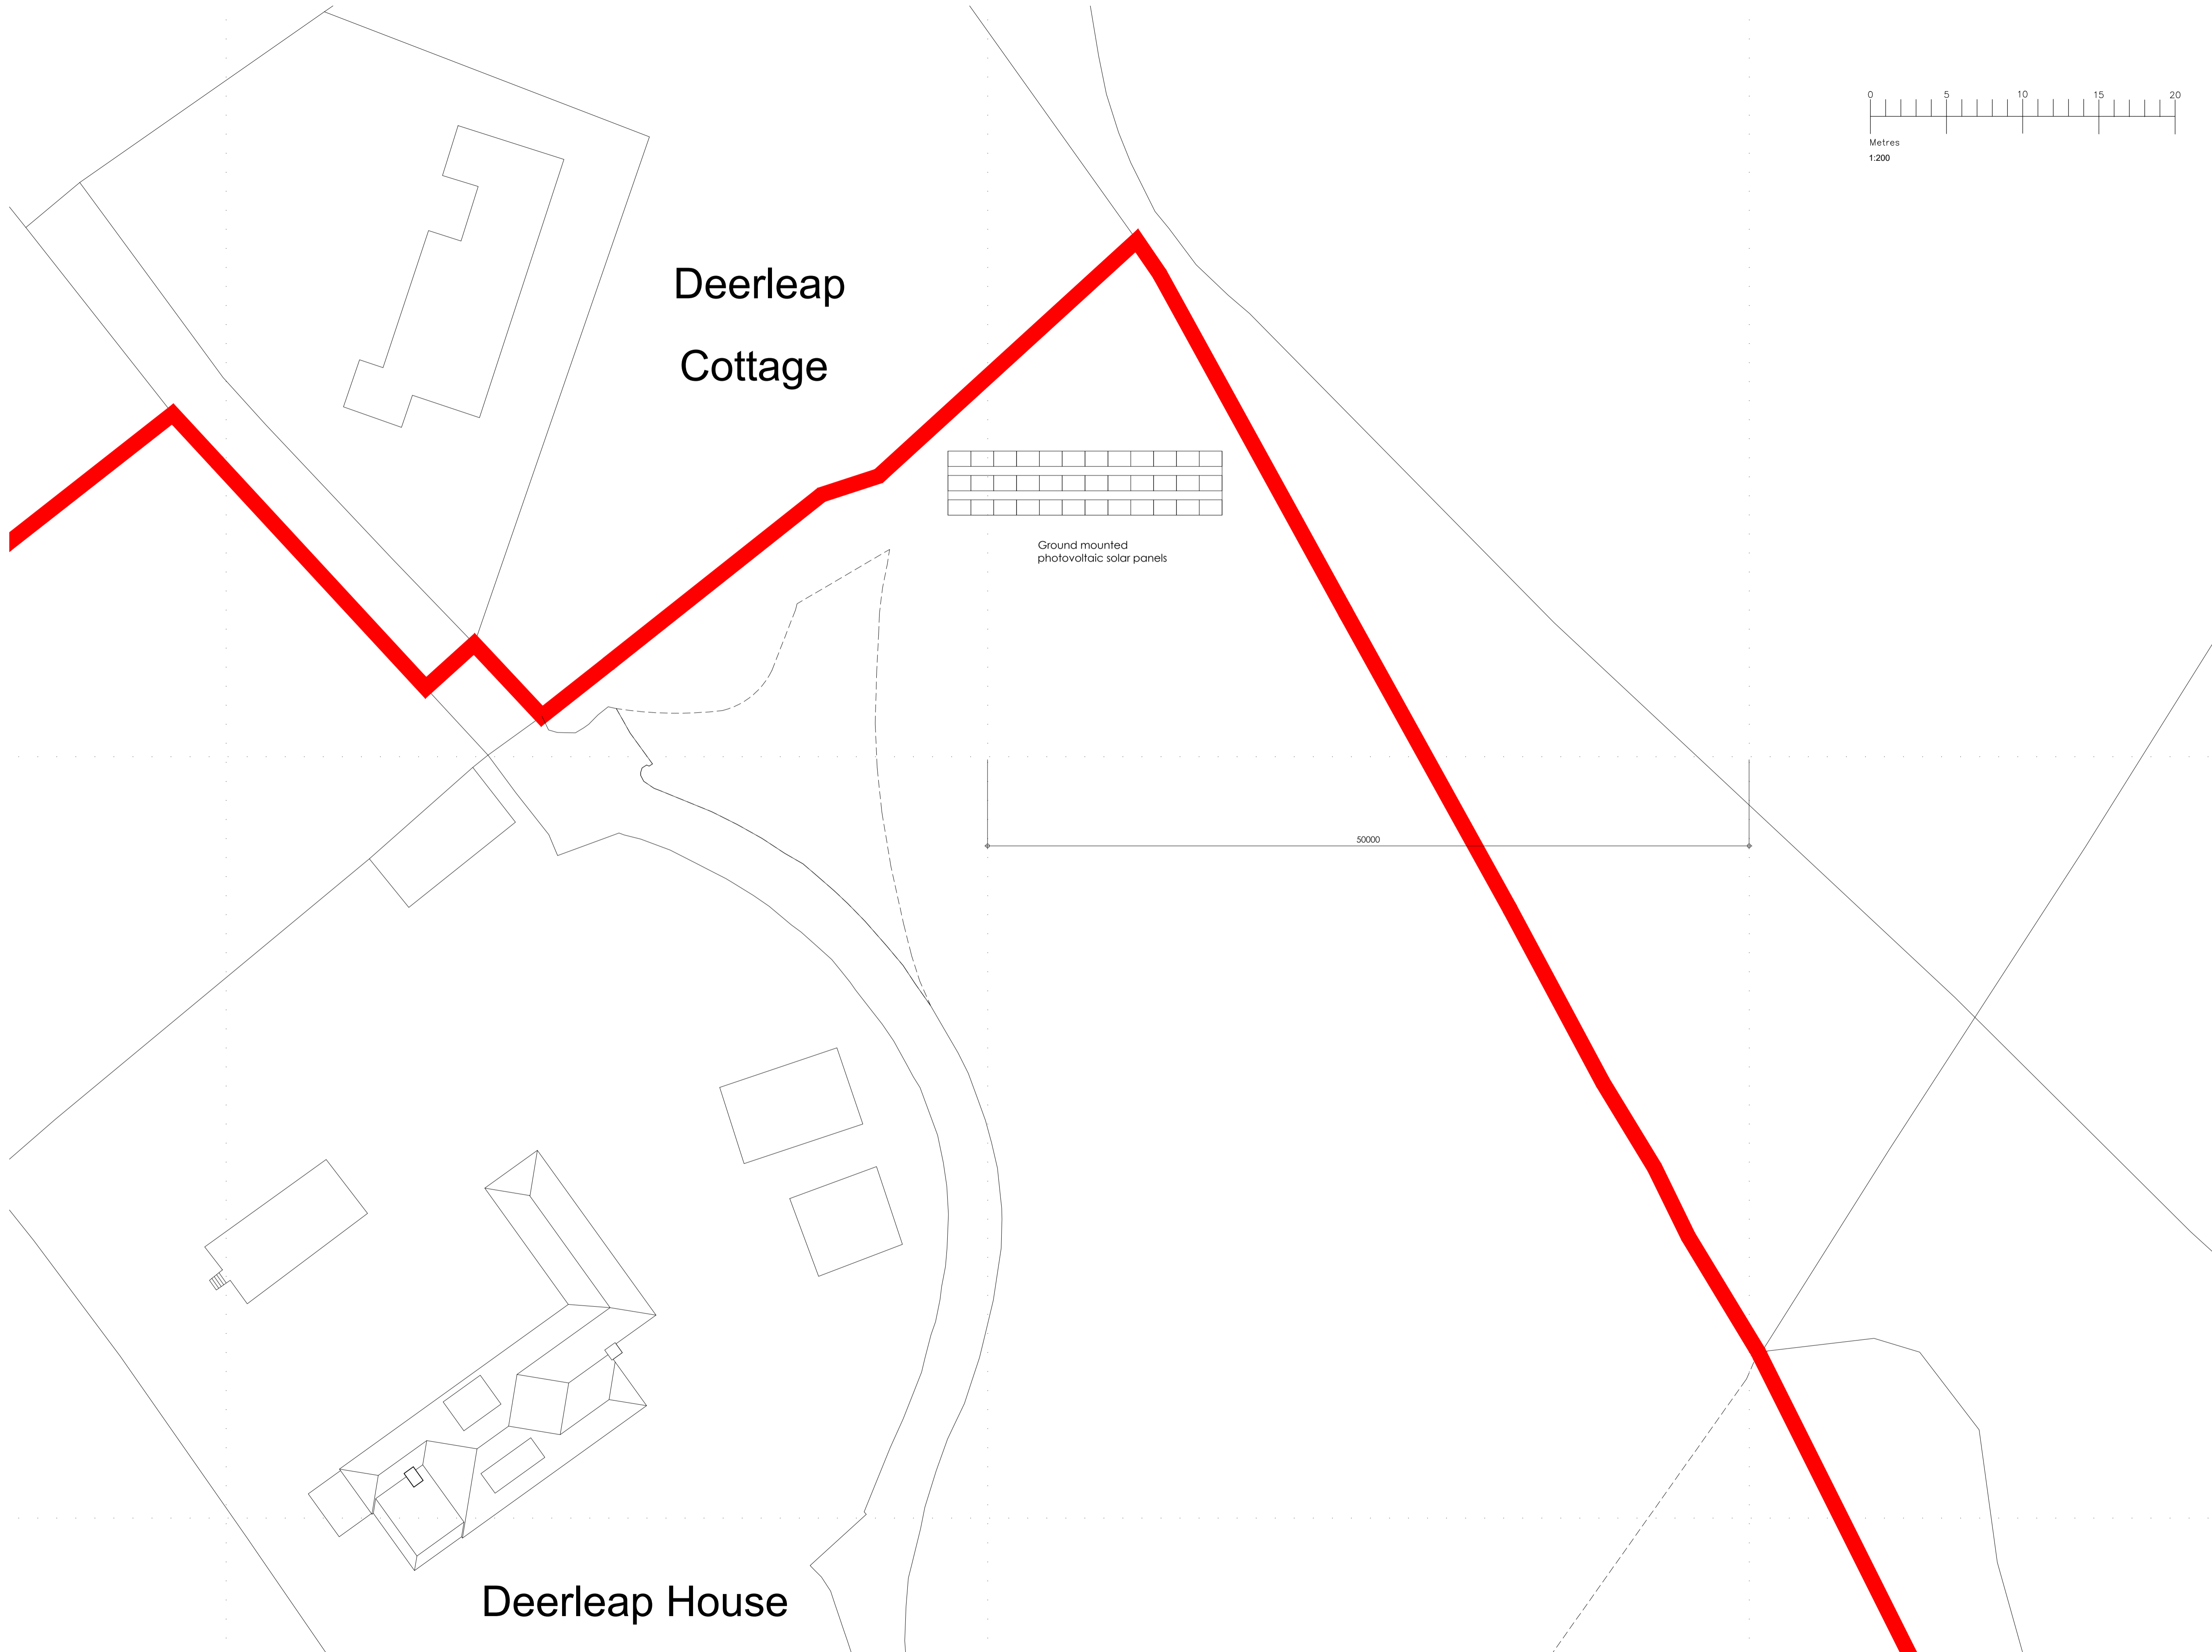 0 5 10 15 20
Metres
1:200
Deerleap
Cottage
Ground mounted
photovoltaic solar panels
50000
Deerleap House